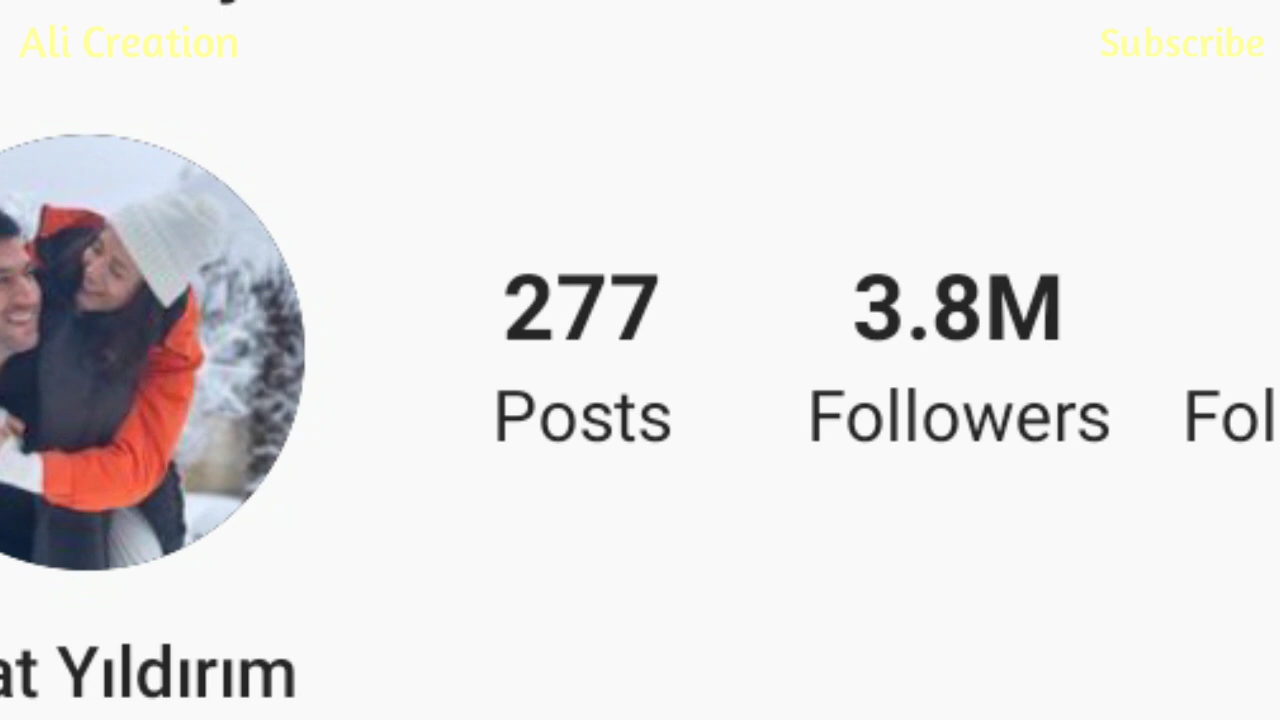 Ali Creation
Subscribe
277
3.8M
Posts
Followers
Fol
at Yıldırım